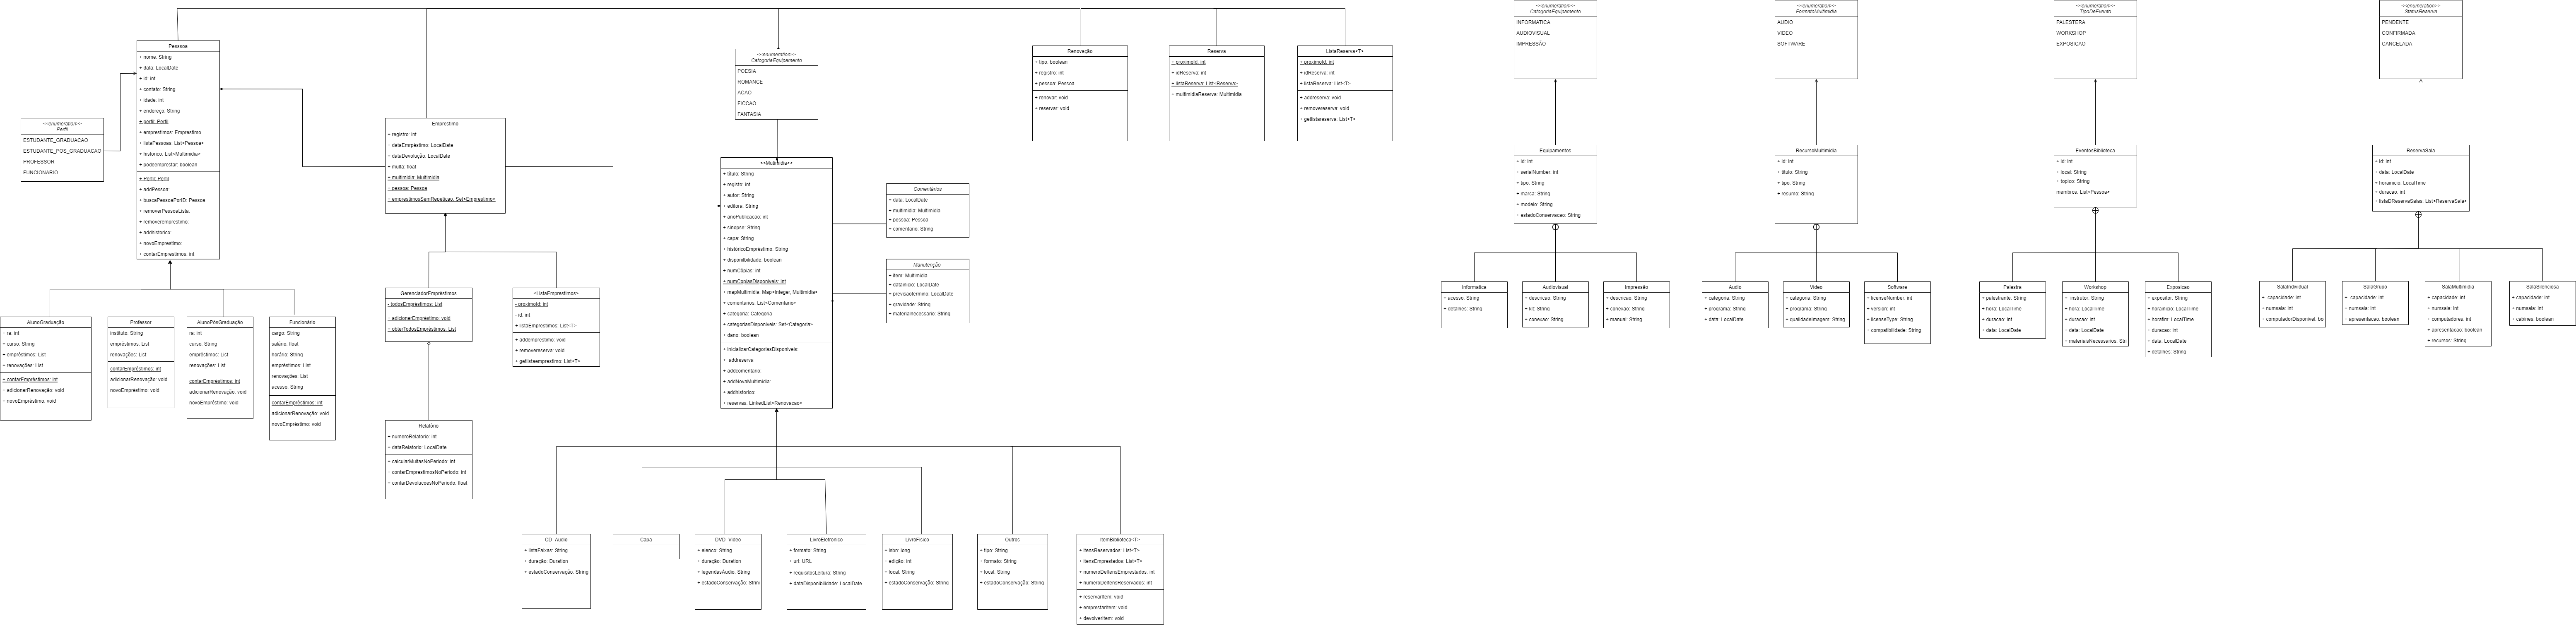 Pessoa
+ nome: String
+ data: LocalDate
+ id: int
+ contato: String
+ idade: int
+ endereço: String
+ perfil: Perfil
+ emprestimos: Emprestimo
+ listaPessoas: List<Pessoa>
+ historico: List<Multimidia>
+ podeemprestar: boolean
+ Perfil: Perfil
+ addPessoa:
+ buscaPessoaPorID: Pessoa
+ removerPessoaLista:
+ removeremprestimo:
+ addhistorico:
+ novoEmprestimo:
+ contarEmprestimos: int
<<enumeration>>
Perfil
ESTUDANTE_GRADUACAO
ESTUDANTE_POS_GRADUACAO
PROFESSOR
FUNCIONARIO
AlunoGraduação
+ ra: int
+ curso: String
+ empréstimos: List
+ renovações: List
+ contarEmpréstimos: int
+ adicionarRenovação: void
+ novoEmpréstimo: void
Professor
instituto: String
empréstimos: List
renovações: List
contarEmpréstimos: int
adicionarRenovação: void
novoEmpréstimo: void
AlunoPósGraduação
ra: int
curso: String
empréstimos: List
renovações: List
contarEmpréstimos: int
adicionarRenovação: void
novoEmpréstimo: void
Funcionário
cargo: String
salário: float
horário: String
empréstimos: List
renovações: List
acesso: String
contarEmpréstimos: int
adicionarRenovação: void
novoEmpréstimo: void
Emprestimo
+ registro: int
+ dataEmrpéstimo: LocalDate
+ dataDevolução: LocalDate
+ multa: float
+ multimidia: Multimidia
+ pessoa: Pessoa
+ emprestimosSemRepeticao: Set<Emprestimo>
GerenciadorEmpréstimos
- todosEmpréstimos: List
+ adicionarEmpréstimo: void
+ obterTodosEmpréstimos: List
<ListaEmprestimos>
- proximoId: int
- id: int
+ listaEmprestimos: List<T>
+ addemprestimo: void
+ removereserva: void
+ getlistaemprestimo: List<T>
Relatório
+ numeroRelatorio: int
+ dataRelatorio: LocalDate
+ calcularMultasNoPeriodo: int
+ contarEmprestimosNoPeriodo: int
+ contarDevolucoesNoPeriodo: float
<<enumeration>>
CatogoriaEquipamento
POESIA
ROMANCE
ACAO
FICCAO
FANTASIA
<<Mutimidia>>
+ título: String
+ registo: int
+ autor: String
+ editora: String
+ anoPublicacao: int
+ sinopse: String
+ capa: String
+ históricoEmpréstimo: String
+ disponibilidade: boolean
+ numCópias: int
+ numCopiasDisponiveis: int
+ mapMultimidia: Map<Integer, Multimidia>
+ comentarios: List<Comentario>
+ categoria: Categoria
+ categoriasDisponiveis: Set<Categoria>
+ dano: boolean
+ inicializarCategoriasDisponiveis:
+ addreserva
+ addcomentario:
+ addNovaMultimidia:
+ addhistorico:
+ reservas: LinkedList<Renovacao>
Comentários
+ data: LocalDate
+ multimidia: Multimidia
+ pessoa: Pessoa
+ comentario: String
Manutenção
+ item: Multimidia
+ datainicio: LocalDate
+ prevoaotermino: LocalDate
+ gravidade: String
+ materialnecessario: String
CD_Audio
+ listaFaixas: String
+ duração: Duration
+ estadoConservação: String
Capa
DVD_Video
+ elenco: String
+ duração: Duration
+ legendasÁudio: String
+ estadoConservação: Strin
LivroEletronico
+ formato: String
+ url: URL
+ requisitosLeitura: String
+ dataDisponibilidade: LocalDate
LivroFísico
+ isbn: long
+ edição: int
+ local: String
+ estadoConservação: String
Outros
+ tipo: String
+ formato: String
+ local: String
+ estadoConservação: String
ItemBiblioteca<T>
+ itensReservados: List<T>
+ itensEmprestados: List<T>
+ numeroDeItensEmprestados: int
+ numeroDeItensReservados: int
+ reservarItem: void
+ emprestarItem: void
+ devolverItem: void
Renovação
+ tipo: boolean
+ registro: int
+ pessoa: Pessoa
+ renovar: void
+ reservar: void
Reserva
+ proximoId: int
+ idReserva: int
+ listaReserva: List<Reserva>
+ multimidiaReserva: Multimidia
ListaReserva<T>
+ proximoId: int
+ idReserva: int
+ listaReserva: List<T>
+ addreserva: void
+ removereserva: void
+ getlistareserva: List<T>
<<enumeration>>
CatogoriaEquipamento
INFORMATICA
AUDIOVISUAL
IMPRESSÃO
Equipamentos
+ id: int
+ serialNumber: int
+ tipo: String
+ marca: String
+ modelo: String
+ estadoConservacao: String
Informatica
+ acesso: String
+ detalhes: String
Audiovisual
+ descricao: String
+ kit: String
+ conexao: String
Impressão
+ descricao: String
+ conexao: String
+ manual: String
<<enumeration>>
FormatoMultimidia
AUDIO
VIDEO
SOFTWARE
RecursoMultimidia
+ id: int
+ titulo: String
+ tipo: String
+ resumo: String
Audio
+ categoria: String
+ programa: String
+ data: LocalDate
Video
+ categoria: String
+ programa: String
+ qualidadeImagem: String
Software
+ licenseNumber: int
+ version: int
+ licenseType: String
+ compatibilidade: String
<<enumeration>>
TipoDeEvento
PALESTERA
WORKSHOP
EXPOSICAO
EventosBiblioteca
+ id: int
+ local: String
+ topico: String
membros: List<Pessoa>
Palestra
+ palestrante: String
+ hora: LocalTime
+ duracao: int
+ data: LocalDate
Workshop
+ instrutor: String
+ hora: LocalTime
+ duracao: int
+ data: LocalDate
+ materiaisNecessarios: Stri
Exposicao
+ expositor: String
+ horainicio: LocalTime
+ horafim: LocalTime
+ duracao: int
+ data: LocalDate
+ detalhes: String
<<enumeration>>
StatusReserva
PENDENTE
CONFIRMADA
CANCELADA
ReservaSala
+ id: int
+ data: LocalDate
+ horainicio: LocalTime
+ duracao: int
+ listaDReservaSalas: List<ReservaSala>
SalaIndividual
+ capacidade: int
+ numsala: int
+ computadorDisponivel: bo
SalaGrupo
+ capacidade: int
+ numsala: int
+ apresentacao: boolean
SalaMultimidia
+ capacidade: int
+ numsala: int
+ computadores: int
+ apresentacao: boolean
+ recursos: String
SalaSilenciosa
+ capacidade: int
+ numsala: int
+ cabines: boolean